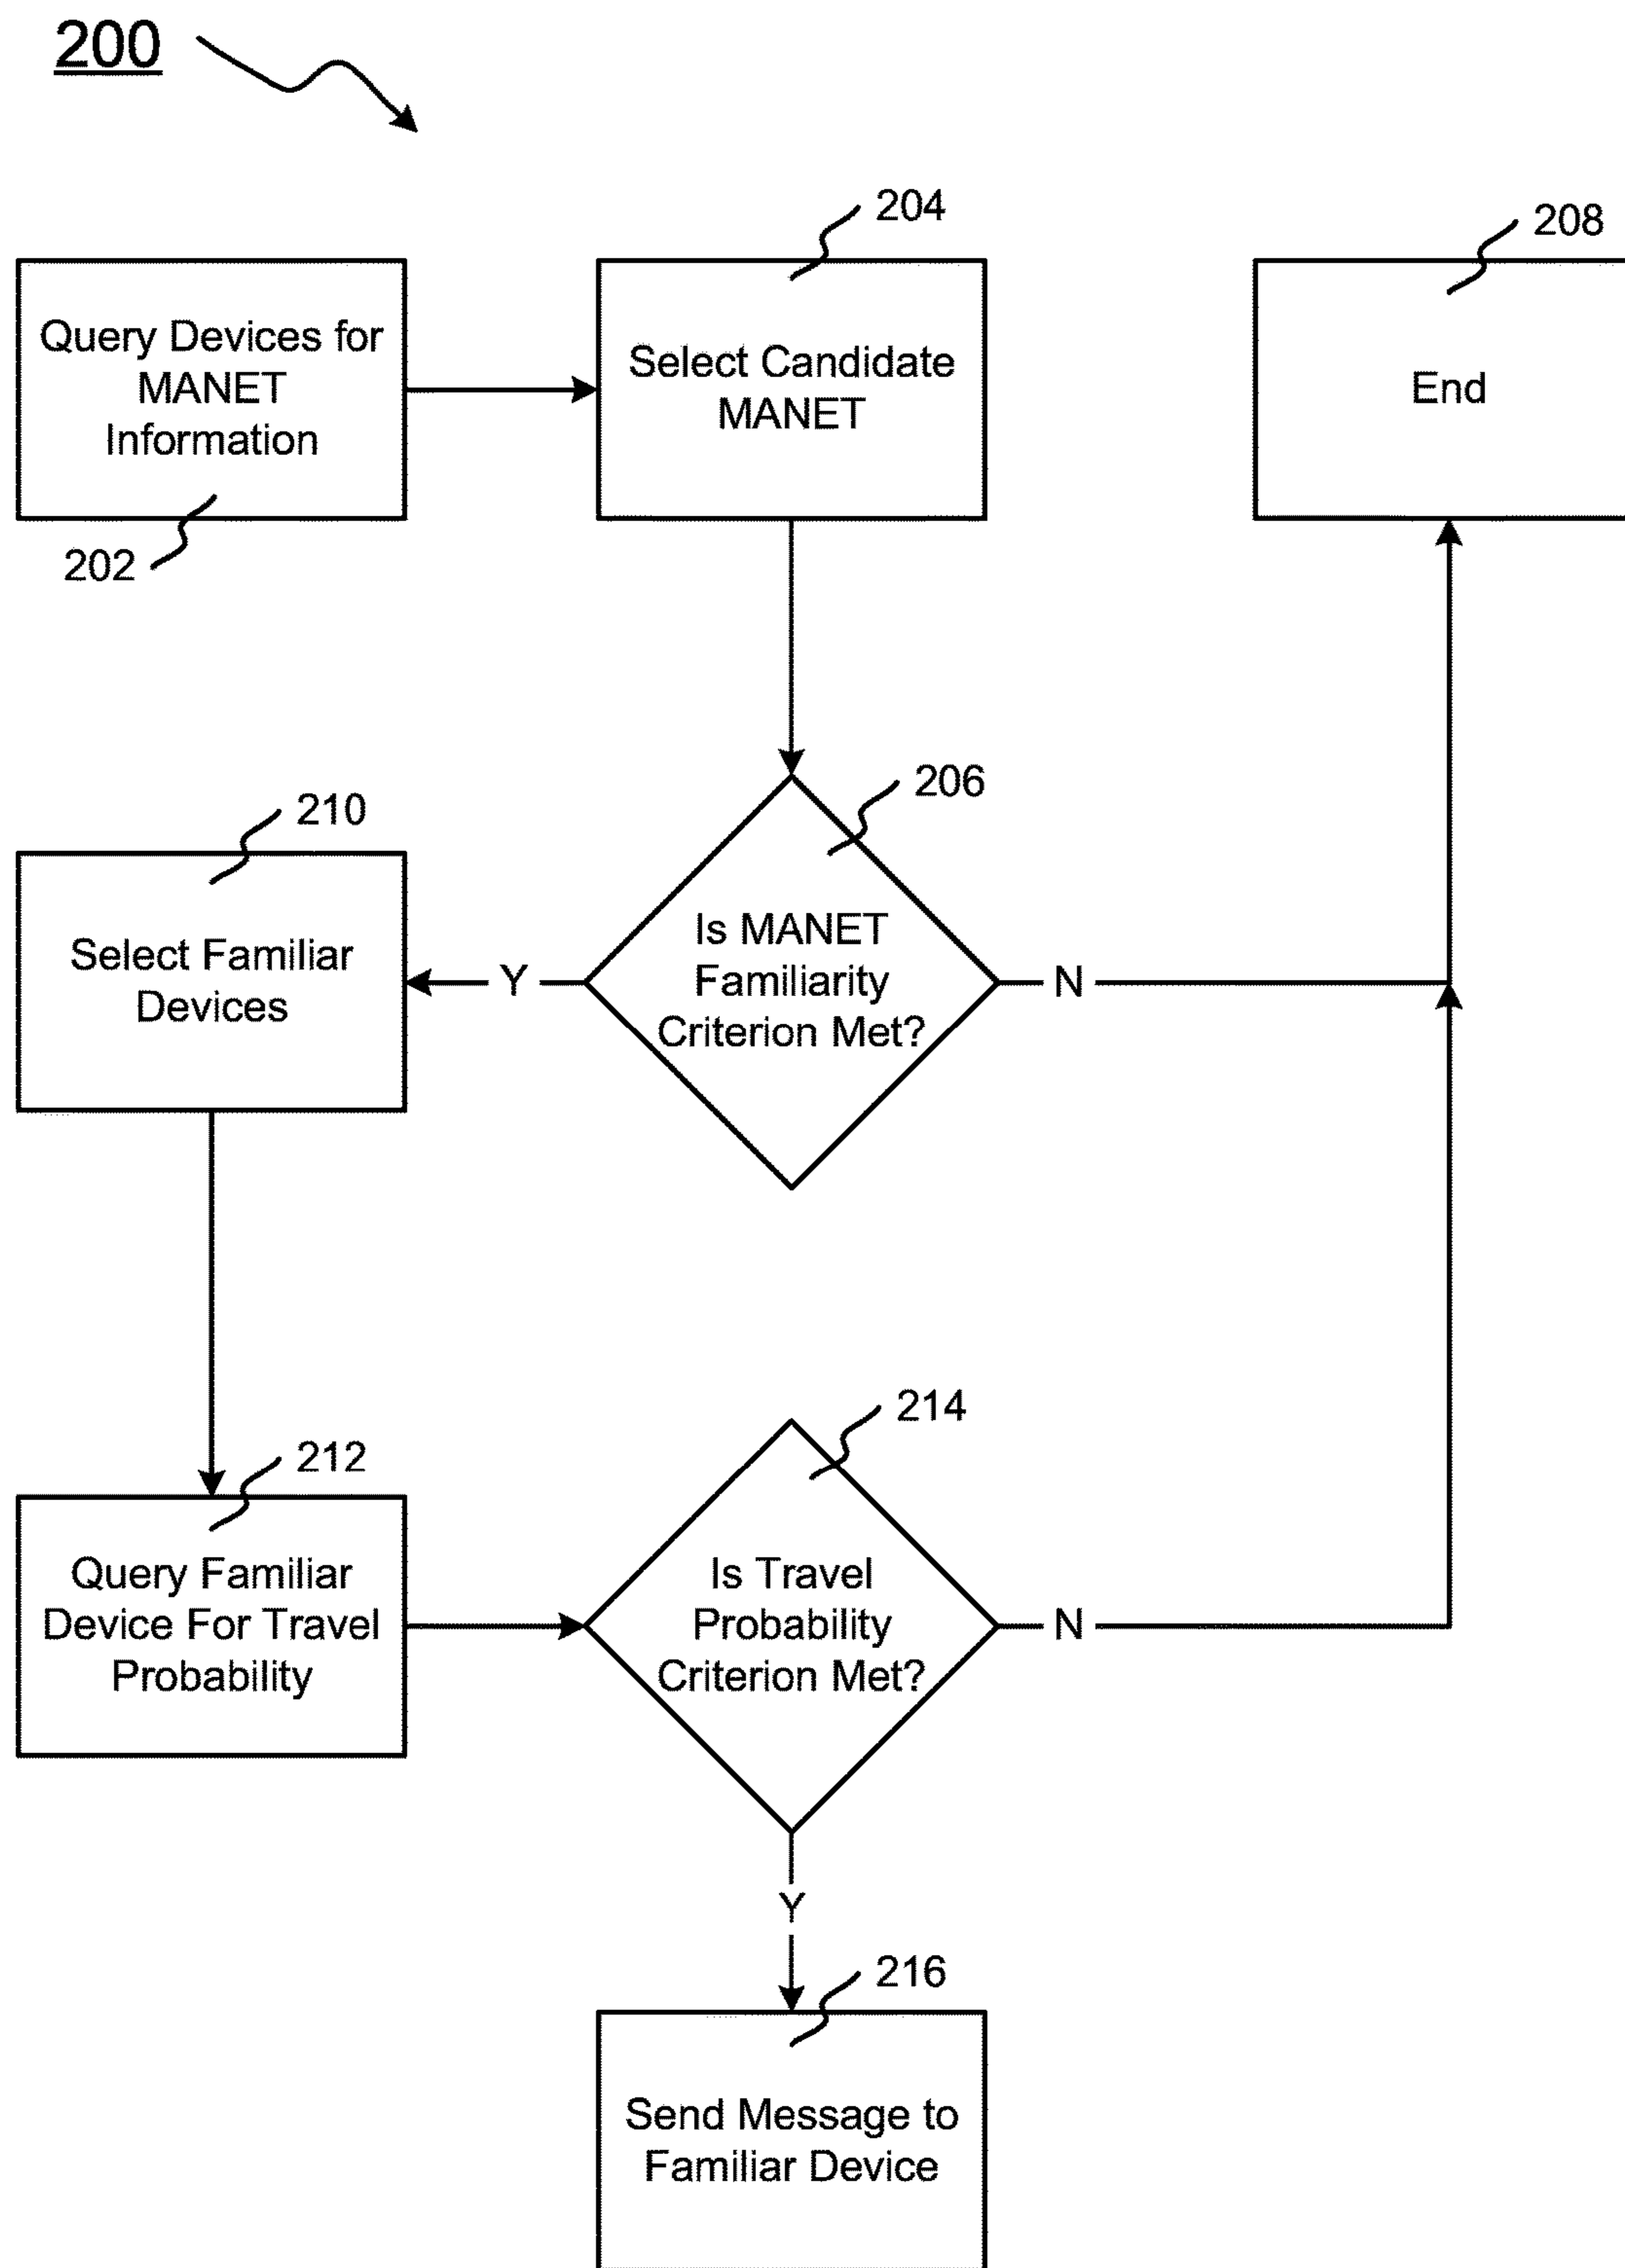 200
204
208
Query Devices for
MANET
Information
Select Candidate
MANET
End
202
206
210
Is MANET
Familiarity
Criterion Met?
Select Familiar
Devices
Y
N
214
212
Query Familiar
Device For Travel
Probability
Is Travel
Probability
Criterion Met?
N
Y
216
Send Message to
Familiar Device